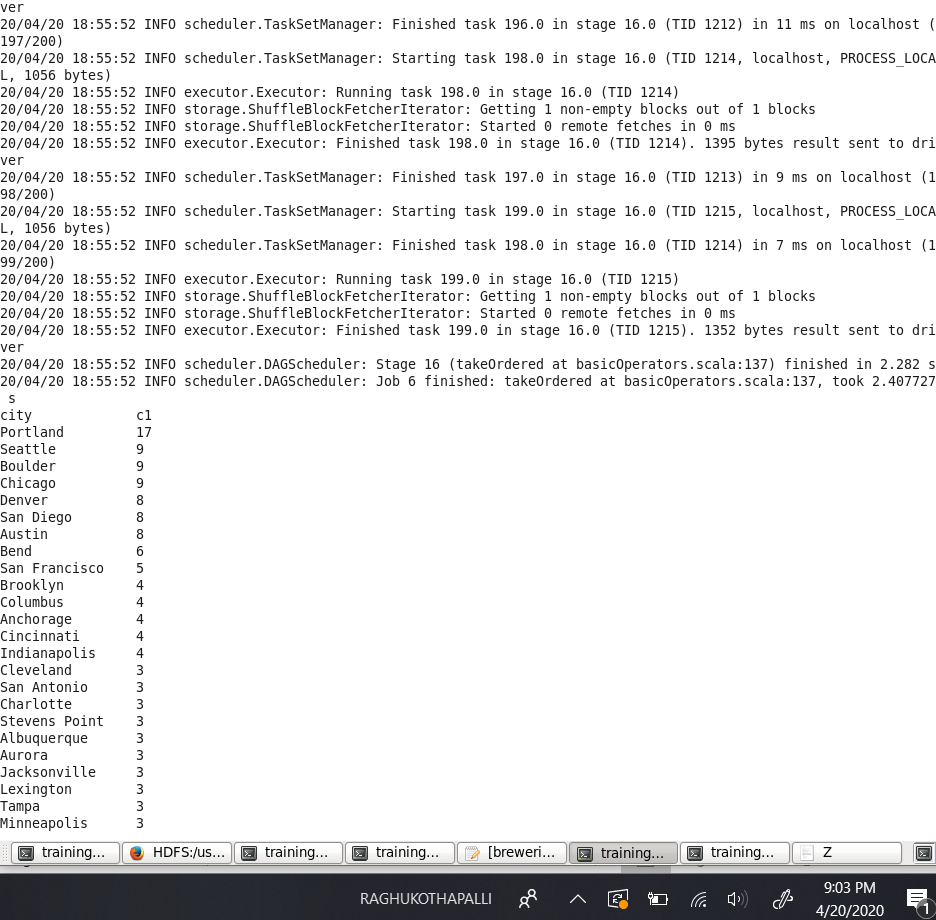 ver
20/04/20 18:55:52 INFO scheduler.TaskSetManager: Finished task 196.0 in stage 16.0 (TID 1212) in 11 ms on localhost (
197/200)
20/04/20 18:55:52 INFO scheduler.TaskSetManager: Starting task 198.0 in stage 16.0 (TID 1214, localhost, PROCESS_LOCA
L, 1056 bytes)
20/04/20 18:55:52 INFO executor.Executor: Running task 198.0 in stage 16.0 (TID 1214)
20/04/20 18:55:52 INFO storage.ShuffleBlockFetcherIterator: Getting 1 non-empty blocks out of 1 blocks
20/04/20 18:55:52 INFO storage.ShuffleBlockFetcherIterator: Started 0 remote fetches in 0 ms
20/04/20 18:55:52 INFO executor.Executor: Finished task 198.0 in stage 16.0 (TID 1214). 1395 bytes result sent to dri
ver
20/04/20 18:55:52 INFO scheduler.TaskSetManager: Finished task 197.0 in stage 16.0 (TID 1213) in 9 ms on localhost (1
98/200)
20/04/20 18:55:52 INFO scheduler.TaskSetManager: Starting task 199.0 in stage 16.0 (TID 1215, localhost, PROCESS_LOCA
L, 1056 bytes)
20/04/20 18:55:52 INFO scheduler.TaskSetManager: Finished task 198.0 in stage 16.0 (TID 1214) in 7 ms on localhost (1
99/200)
20/04/20 18:55:52 INFO executor.Executor: Running task 199.0 in stage 16.0 (TID 1215)
20/04/20 18:55:52 INFO storage.ShuffleBlockFetcherIterator: Getting 1 non-empty blocks out of 1 blocks
20/04/20 18:55:52 INFO storage.ShuffleBlockFetcherIterator: Started 0 remote fetches in 0 ms
20/04/20 18:55:52 INFO executor.Executor: Finished task 199.0 in stage 16.0 (TID 1215). 1352 bytes result sent to dri
ver
20/04/20 18:55:52 INFO scheduler.DAGScheduler: Stage 16 (takeOrdered at basicOperators.scala:137) finished in 2.282 s
20/04/20 18:55:52 INFO scheduler.DAGScheduler: Job 6 finished: takeOrdered at basicOperators.scala:137, took 2.407727
s
city c1
Portland 17
Seattle 9
Boulder 9
Chicago 9
Denver 8
San Diego 8
Austin 8
Bend 6
San Francisco 5
Brooklyn 4
Columbus 4
Anchorage 4
Cincinnati 4
Indianapolis 4
Cleveland 3
San Antonio 3
Charlotte 3
Stevens Point 3
Albuquerque 3
Aurora 3
Jacksonville 3
Lexington 3
Tampa 3
Minneapolis 3
training... HDFS:/us... training... training... [breweri... training... training... Z
RAGHUKOTHAPALLI 9:03 PM
4/20/2020 1